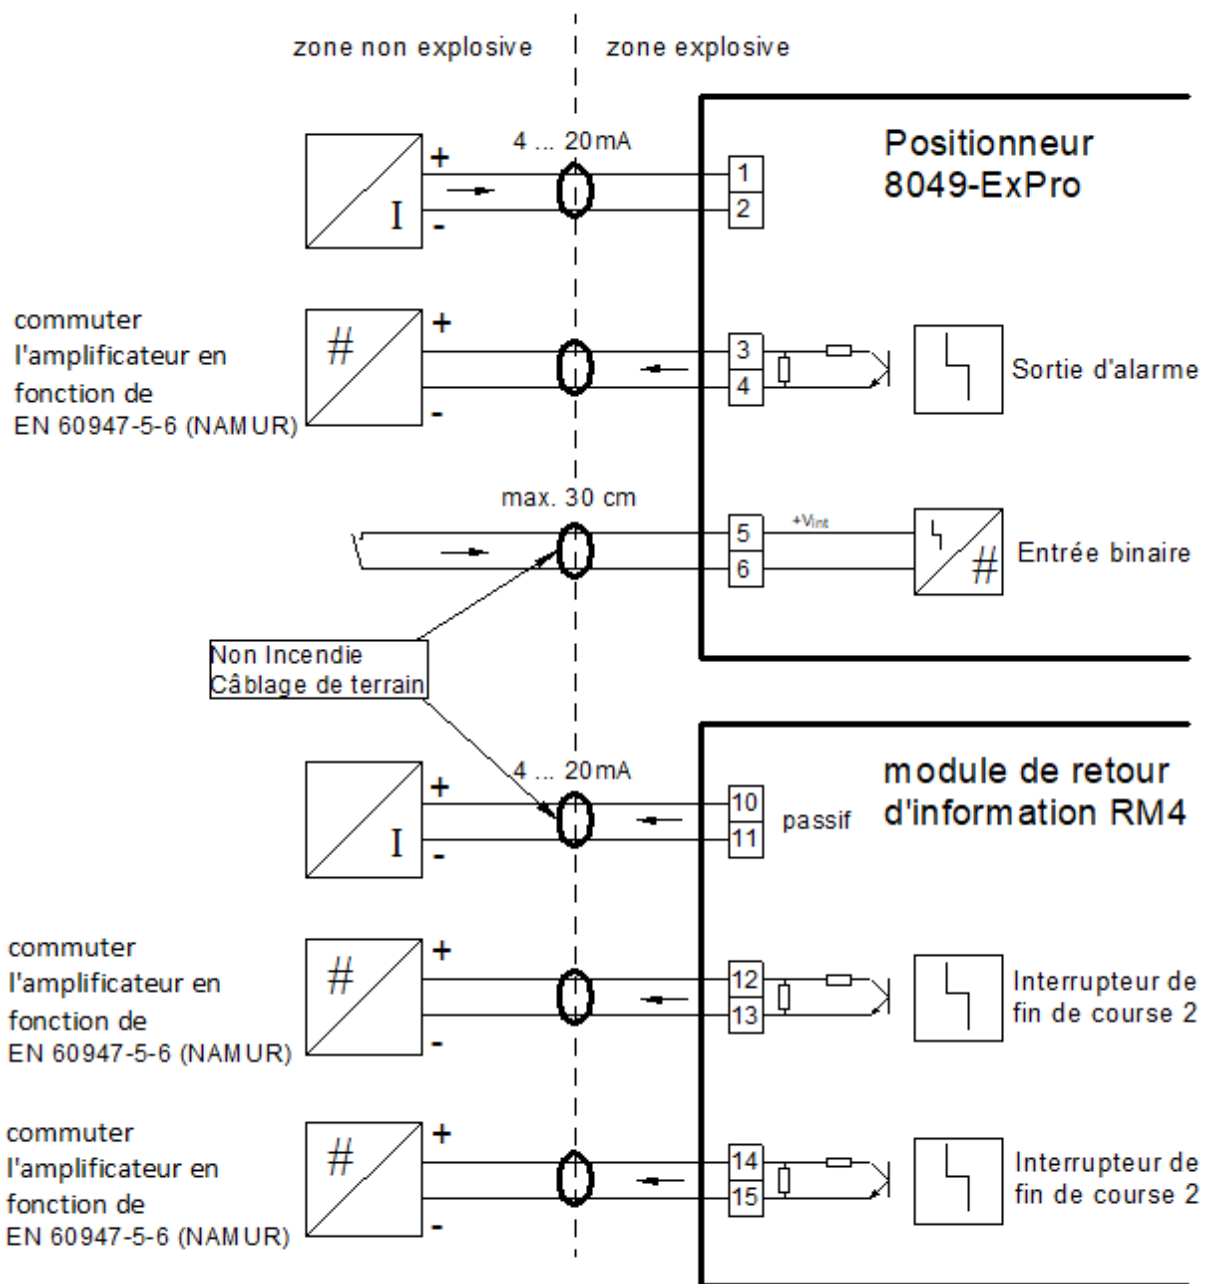 zone non explosive
zone explosive
4 ... 20mA
+
I
-
1
2
Positionneur
8049-ExPro
commuter
l'amplificateur en
fonction de
EN 60947-5-6 (NAMUR)
#
+
-
3
4
Sortie d'alarme
max. 30 cm
5
6
+Vint
#
Entrée binaire
Non Incendie
Câblage de terrain
4 ... 20mA
+
I
-
10
11
passif
module de retour
d'information RM4
commuter
l'amplificateur en
fonction de
EN 60947-5-6 (NAMUR)
#
+
-
12
13
Interrupteur de
fin de course 2
commuter
l'amplificateur en
fonction de
EN 60947-5-6 (NAMUR)
#
+
-
14
15
Interrupteur de
fin de course 2